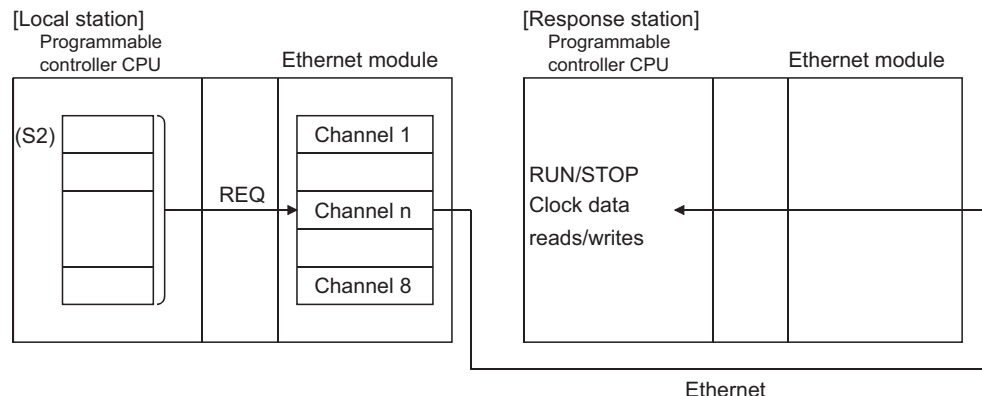 [Local station]
Programmable
controller CPU
Ethernet module
(S2)
REQ
Channel 1
Channel n
Channel 8
[Response station]
Programmable
controller CPU
Ethernet module
RUN/STOP
Clock data
reads/writes
Ethernet